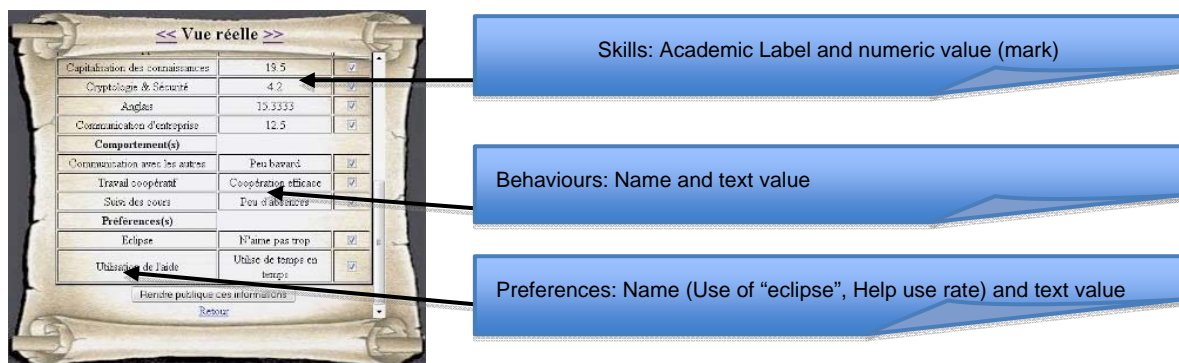 << Vue réelle >>
Capitalisation des connaissances 19.5
Cryptologie & Sécurité 4.2
Anglais 15.3333
Communication d'entreprise 12.5
Comportement(s)
Communication avec les autres Peu bavard
Travail coopératif Coopération efficace
Suivi des cours Peu d'absences
Préférences(s)
Eclipse N'aime pas trop
Utilisation de l'aide Utilise de temps en
temps
Rendre publique ces informations
Retour
Skills: Academic Label and numeric value (mark)
Behaviours: Name and text value
Preferences: Name (Use of “eclipse”, Help use rate) and text value